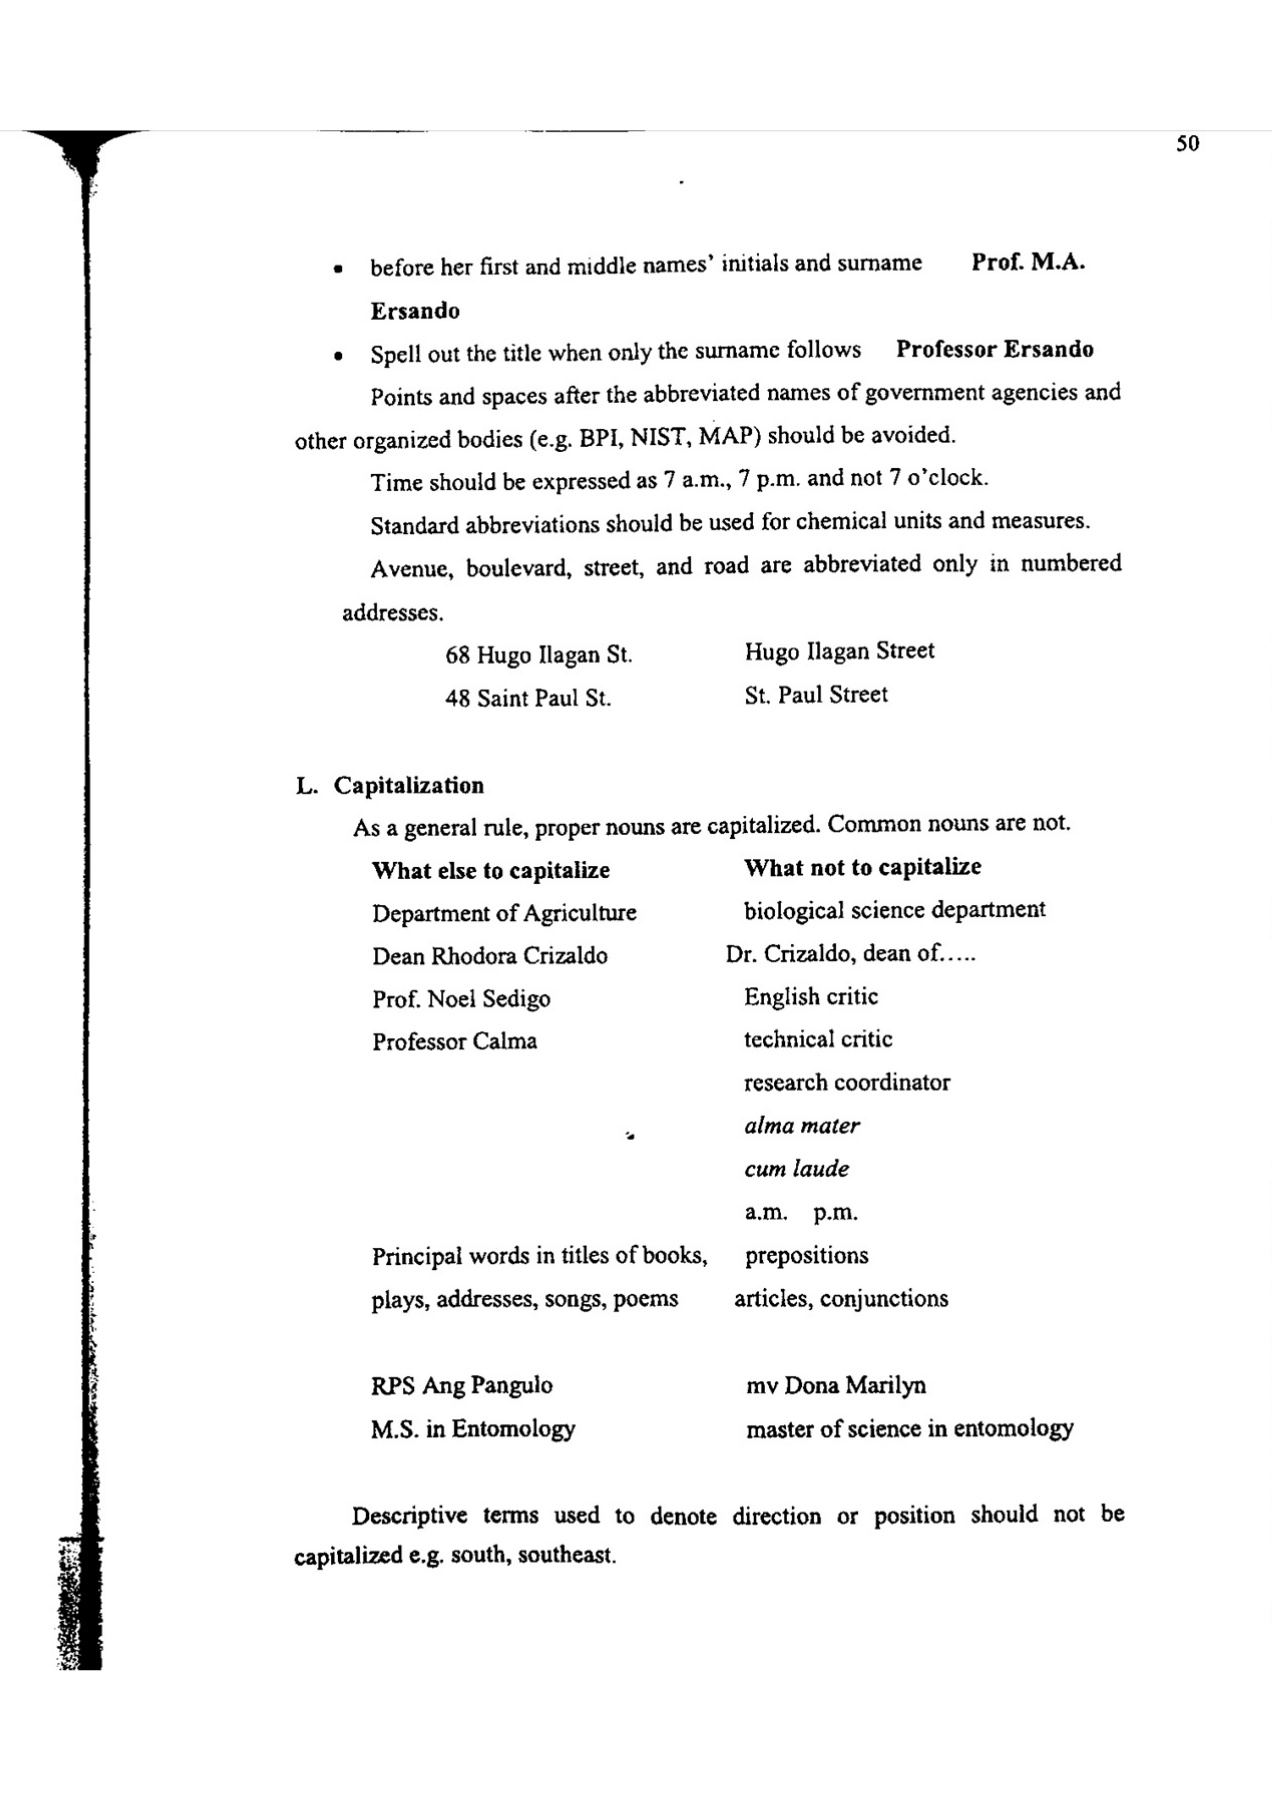 50
• before her first and middle names' initials and surname Prof. M.A.
Ersando
• Spell out the title when only the surname follows Professor Ersando
Points and spaces after the abbreviated names of government agencies and
other organized bodies (e.g. BPI, NIST, MAP) should be avoided.
Time should be expressed as 7 a.m., 7 p.m. and not 7 o'clock.
Standard abbreviations should be used for chemical units and measures.
Avenue, boulevard, street, and road are abbreviated only in numbered
addresses.
68 Hugo Ilagan St. Hugo Ilagan Street
48 Saint Paul St. St. Paul Street
L. Capitalization
As a general rule, proper nouns are capitalized. Common nouns are not.
What else to capitalize What not to capitalize
Department of Agriculture biological science department
Dean Rhodora Crizaldo Dr. Crizaldo, dean of.....
Prof. Noel Sedigo English critic
Professor Calma technical critic
research coordinator
alma mater
cum laude
a.m. p.m.
Principal words in titles of books, prepositions
plays, addresses, songs, poems articles, conjunctions
RPS Ang Pangulo mv Dona Marilyn
M.S. in Entomology master of science in entomology
Descriptive terms used to denote direction or position should not be
capitalized e.g. south, southeast.